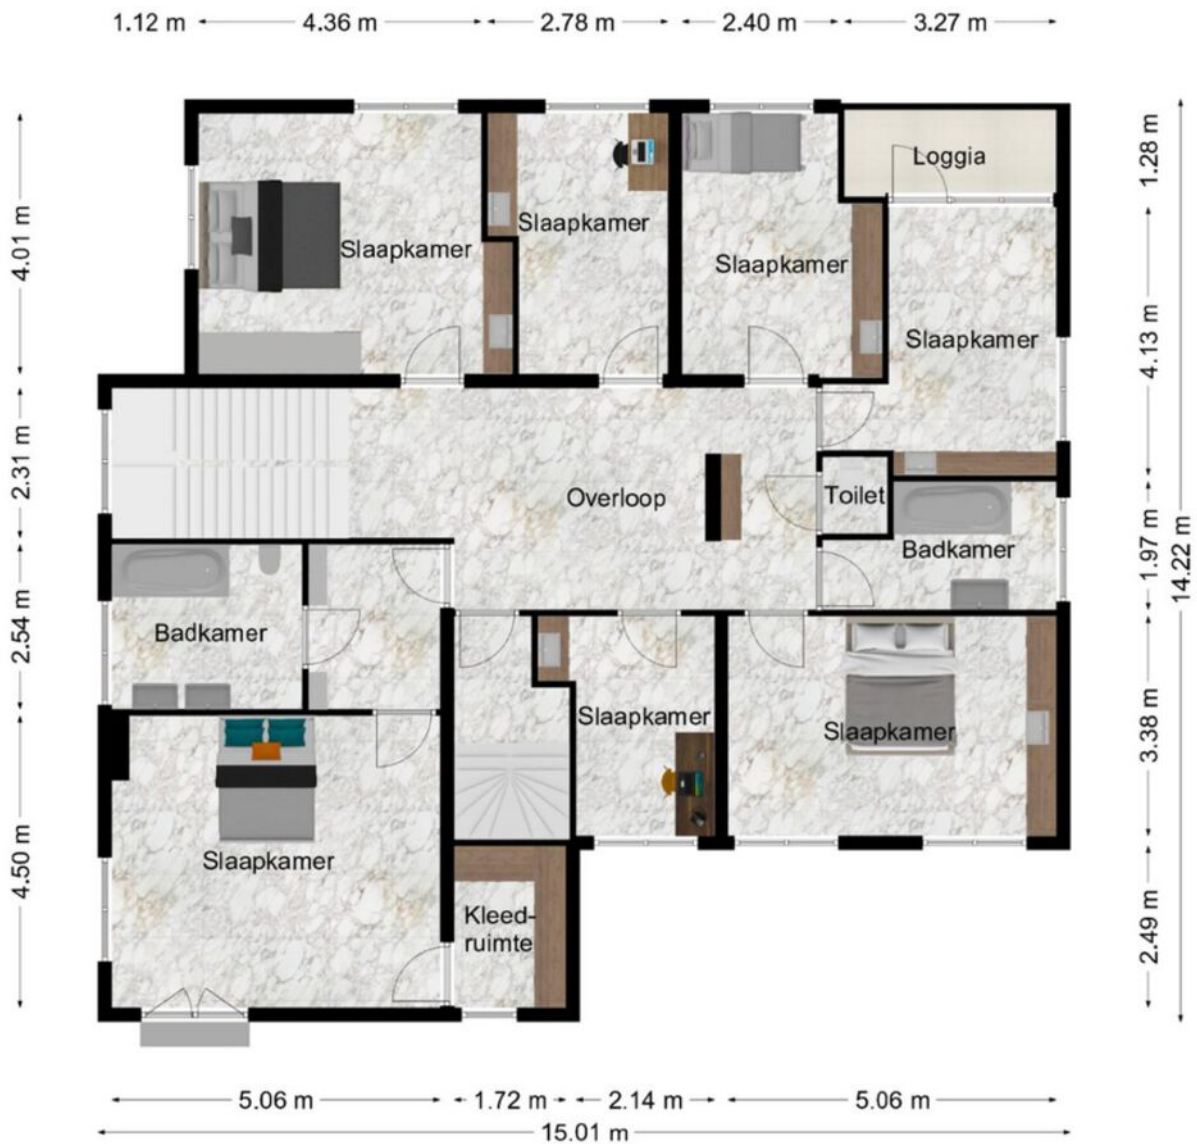 1.12 m 4.36 m 2.78 m 2.40 m 3.27 m
1.28 m
Loggia
4.01 m
Slaapkamer
Slaapkamer
Slaapkamer
Slaapkamer
4.13 m
2.31 m
Overloop
Toilet
Badkamer
1.97 m
14.22 m
2.54 m
Badkamer
Slaapkamer
Slaapkamer
3.38 m
4.50 m
Slaapkamer
Kleed-
ruimte
2.49 m
5.06 m 1.72 m 2.14 m 5.06 m
15.01 m